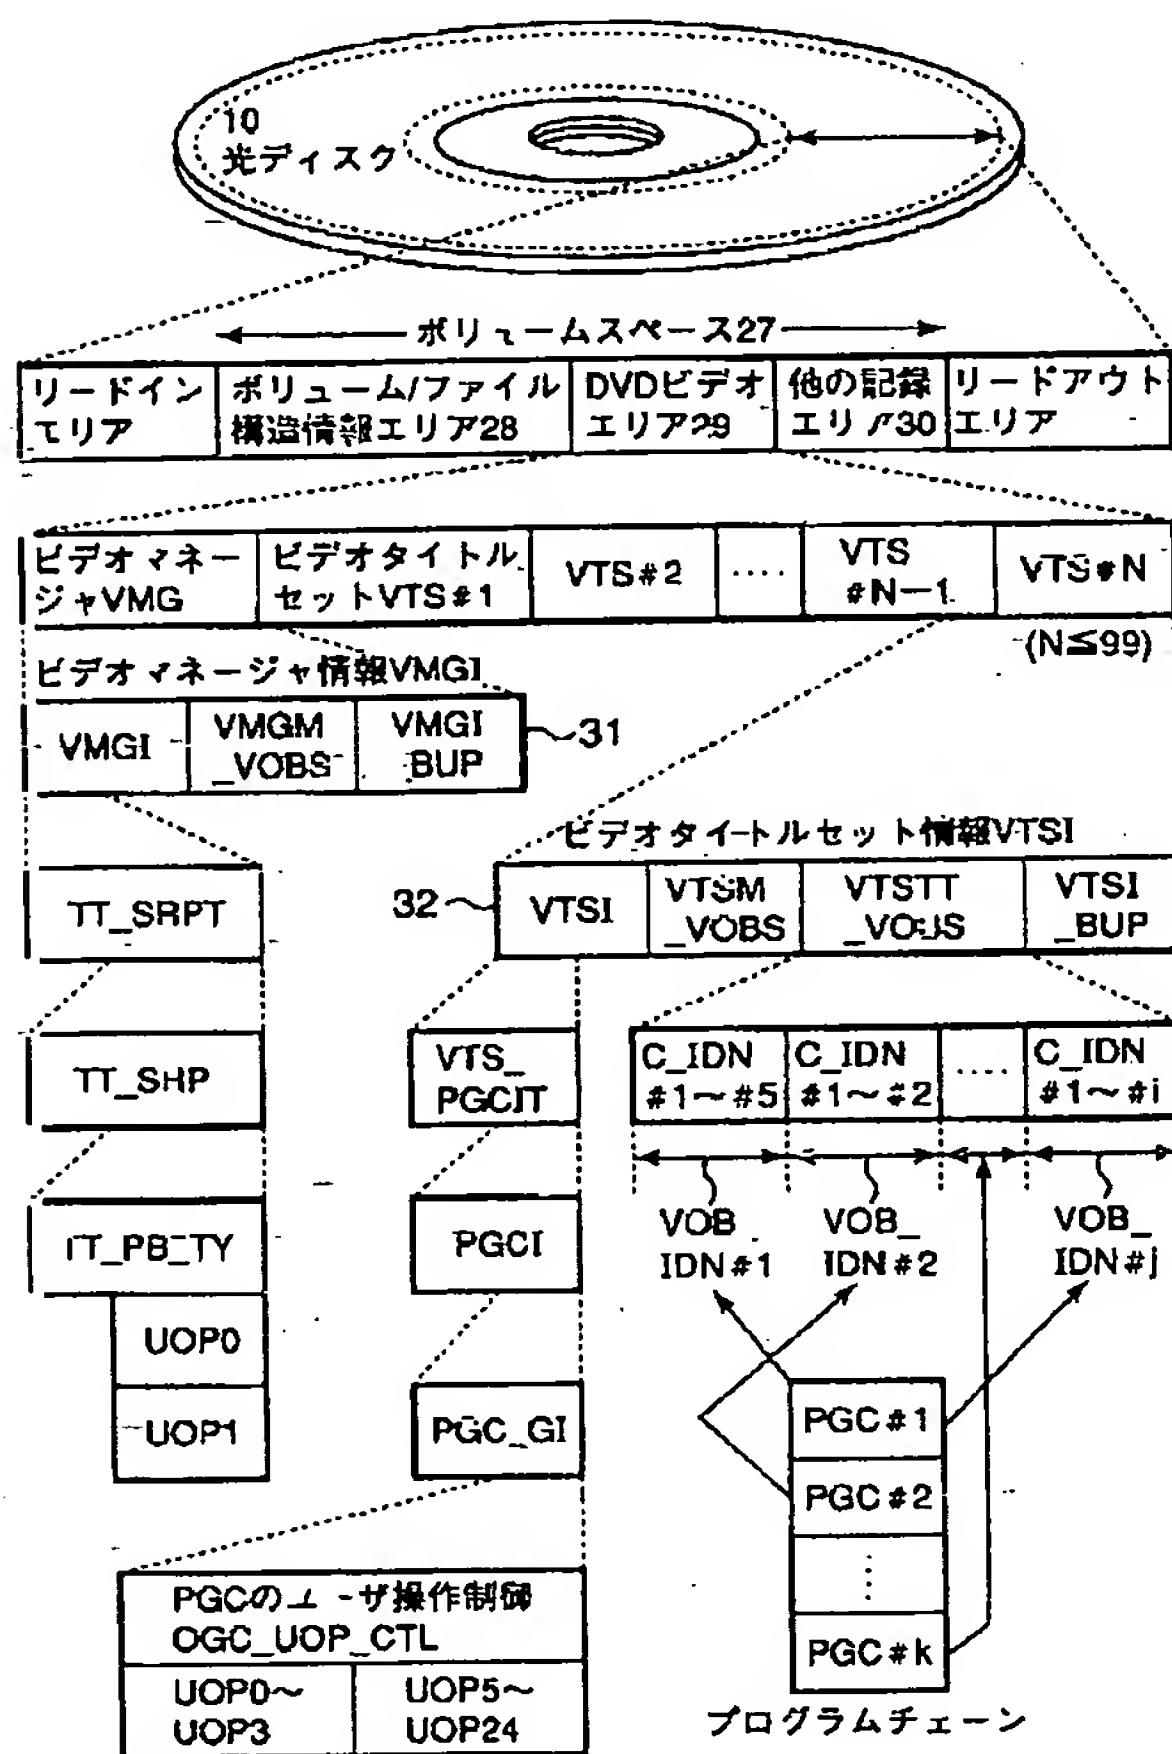 10
光ディスク
ボリュームスペース27
リードイン
エリア
ボリューム/ファイル
構造情報エリア28
DVDビデオ
エリア29
他の記録
エリア30
リードアウト
エリア
ビデオマネー
ジャVMG
ビデオタイトル
セットVTS#1
VTS#2
....
VTS
#N-1
VTS#N
(N≦99)
ビデオマネージャ情報VMGI
VMGI
VMGM
_VOBS
VMGI
BUP
31
ビデオタイトルセット情報VTSI
32
VTSI
VTSM
_VOBS
VTSTT
_VOBS
VTSI
_BUP
TT_SRPT
TT_SHP
TT_PB_TY
UOP0
UOP1
VTS_
PGCIT
PGCI
PGC_GI
C_IDN
#1～#5
C_IDN
#1～#2
....
C_IDN
#1～#i
VOB_
IDN#1
VOB_
IDN#2
VOB_
IDN#j
PGC#1
PGC#2
PGC#k
プログラムチェーン
PGCのユーザ操作制御
OGC_UOP_CTL
UOP0～
UOP3
UOP5～
UOP24